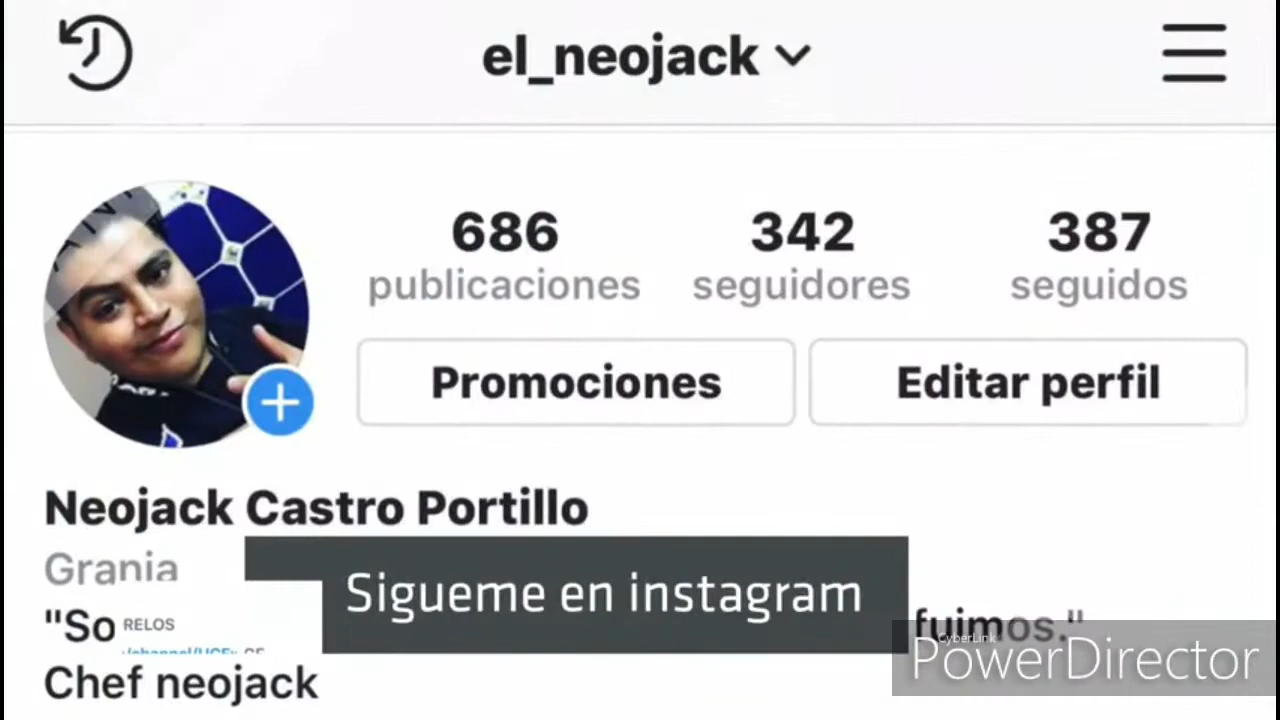 el_neojack
686 342 387
publicaciones seguidores seguidos
Promociones Editar perfil
Neojack Castro Portillo
Grania
Sigueme en instagram
"So RELOS fuimos."
CyberLink
PowerDirector
Chef neojack